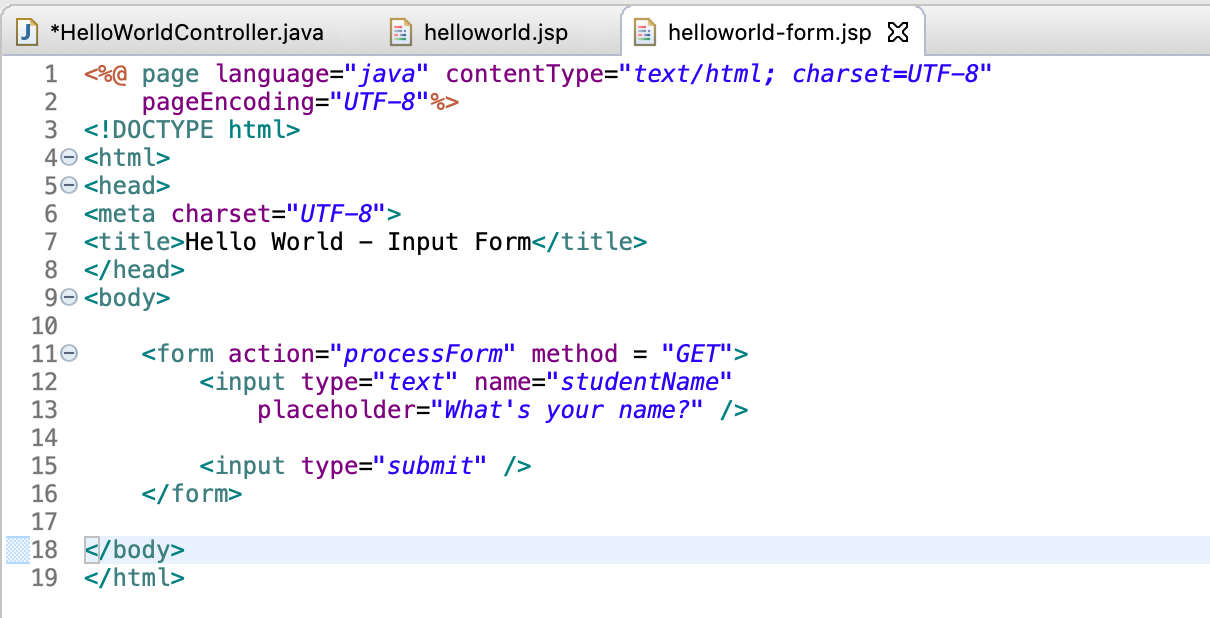 *HelloWorldController.java helloworld.jsp helloworld-form.jsp
1 <%@ page language="java" contentType="text/html; charset=UTF-8"
2     pageEncoding="UTF-8"%>
3 <!DOCTYPE html>
4 <html>
5 <head>
6 <meta charset="UTF-8">
7 <title>Hello World - Input Form</title>
8 </head>
9 <body>
10
11     <form action="processForm" method = "GET">
12         <input type="text" name="studentName"
13             placeholder="What's your name?" />
14
15         <input type="submit" />
16     </form>
17
18 </body>
19 </html>